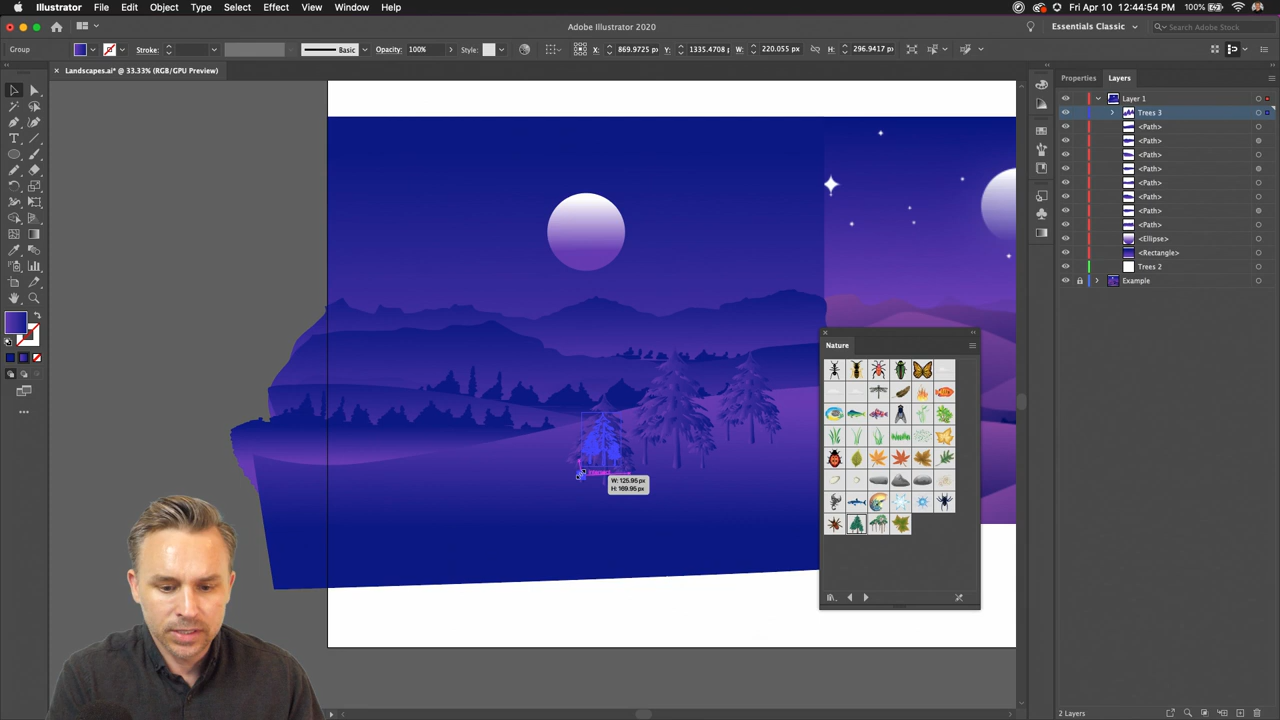 Illustrator File Edit Object Type Select Effect View Window Help 100% Fri Apr 10 12:44:54 PM
Adobe Illustrator 2020
Essentials Classic
Search Adobe Stock
Group Stroke: Basic Opacity: 100% Style: X: 869.9725 px Y: 1335.4708 W: 220.055 px H: 296.9417 px
Landscapes.ai* @ 33.33% (RGB/GPU Preview)
Properties Layers
Layer 1
Trees 3
<Path>
<Path>
<Path>
<Path>
<Path>
<Path>
<Path>
<Path>
<Ellipse>
<Rectangle>
Trees 2
Example
Nature
W: 125.95 px
H: 169.95 px
2 Layers